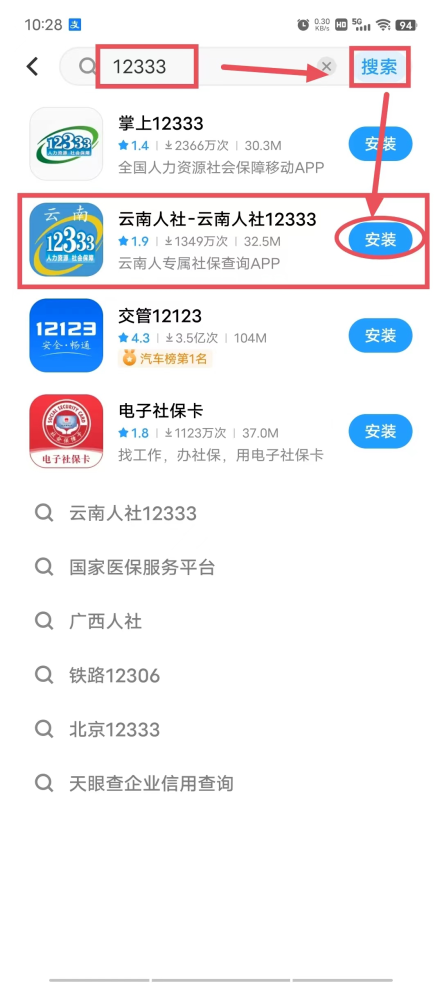 10:28 支 0.30 KB/s HD 5G 94
12333 搜索
掌上12333
1.4 2366万次 30.3M
全国人力资源社会保障移动APP
安装
12333
人力资源 社会保障
云南人社-云南人社12333
1.9 1349万次 32.5M
云南人专属社保查询APP
安装
云 南
12333
人力资源 社会保障
交管12123
4.3 3.5亿次 104M
汽车榜第1名
安装
12123
安全·畅通
电子社保卡
1.8 1123万次 37.0M
找工作，办社保，用电子社保卡
安装
SOCIAL SECURITY CARD
电子社保卡
云南人社12333
国家医保服务平台
广西人社
铁路12306
北京12333
天眼查企业信用查询